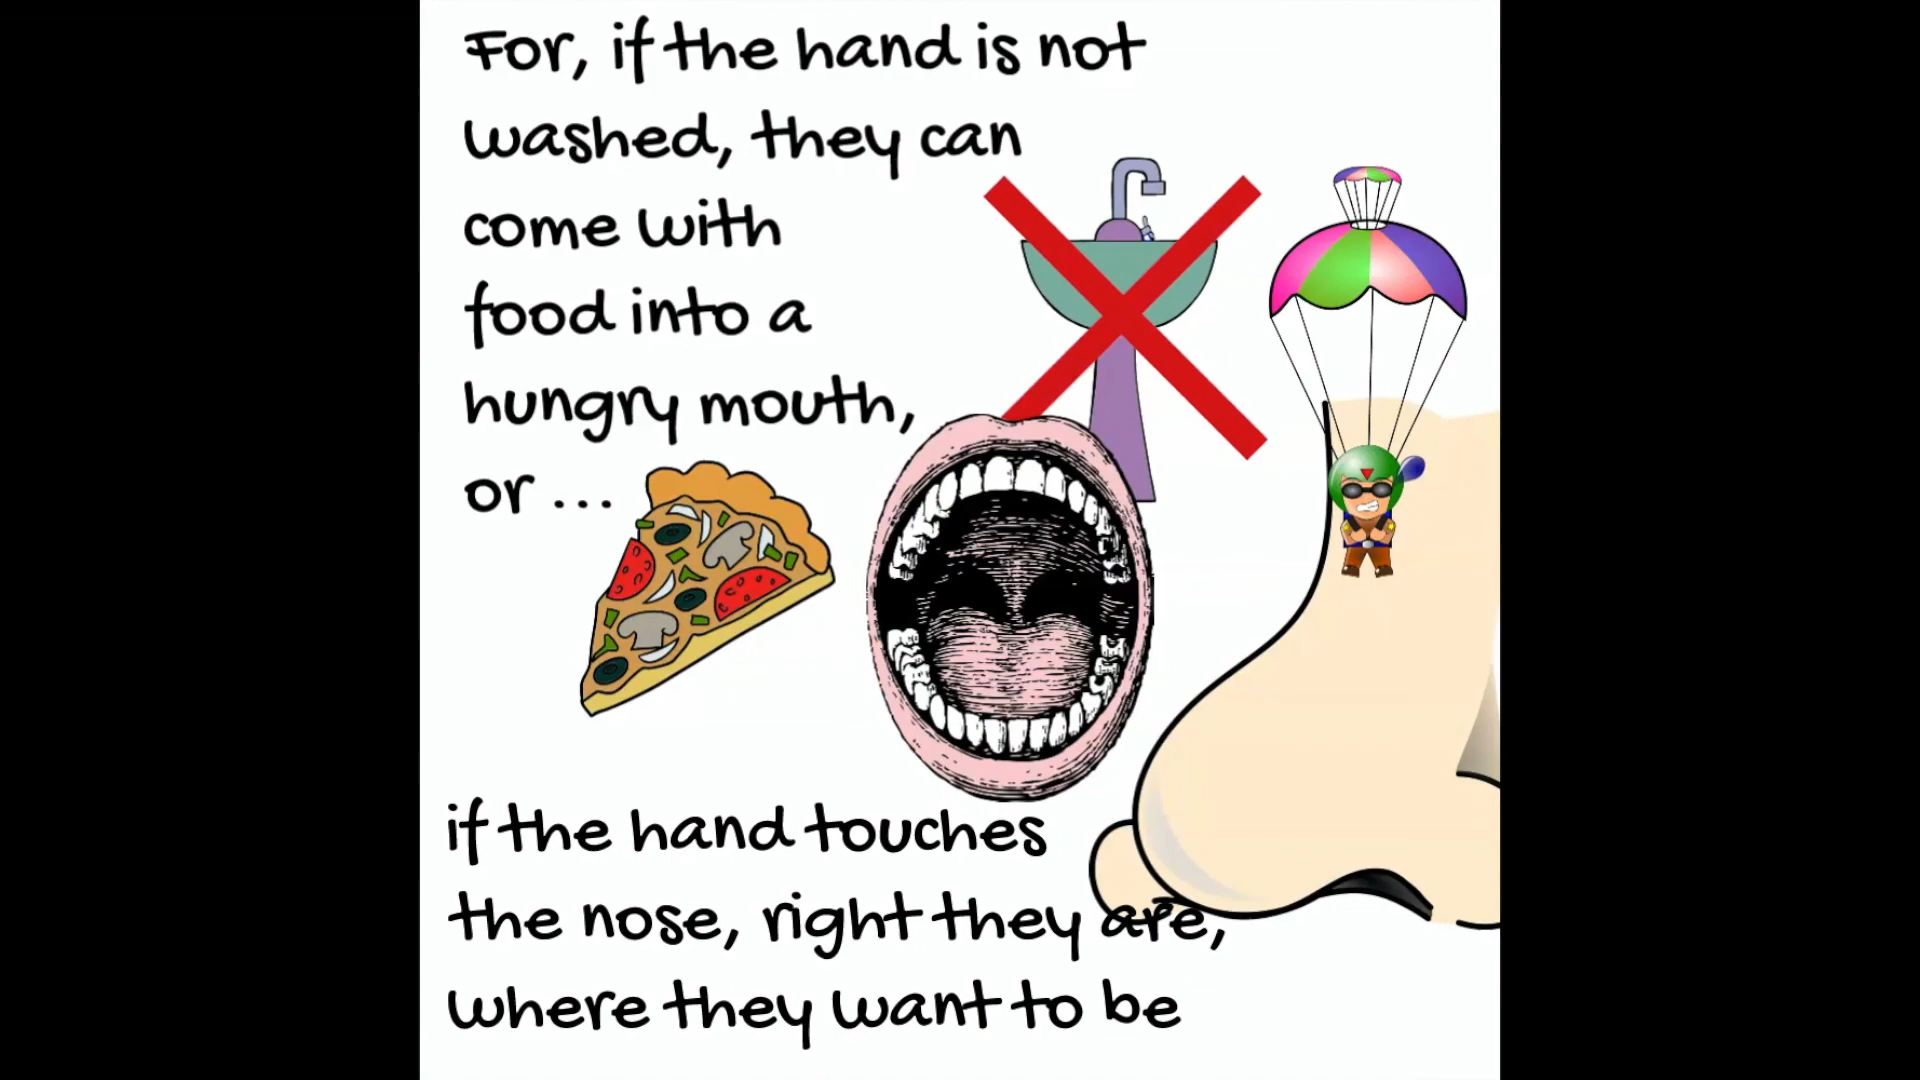 For, if the hand is not
washed, they can
come with
food into a
hungry mouth,
or ...
if the hand touches
the nose, right they are,
where they want to be